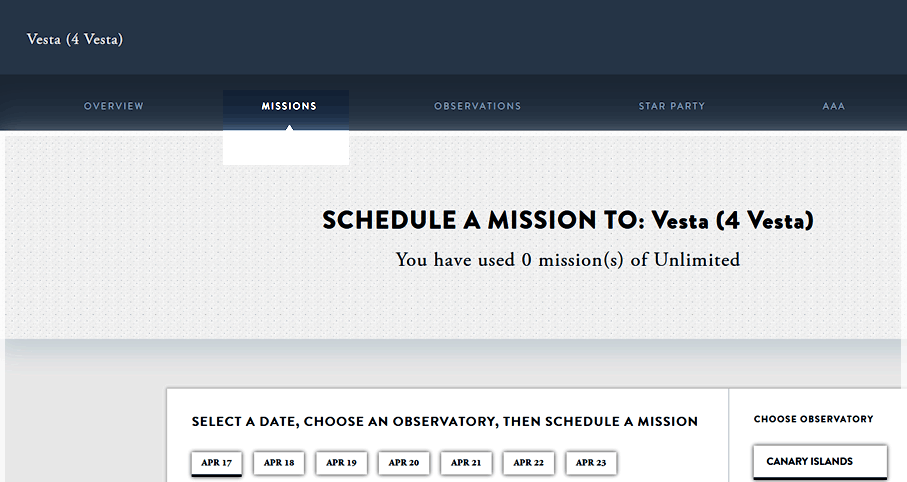 Vesta (4 Vesta)
OVERVIEW MISSIONS OBSERVATIONS STAR PARTY AAA
SCHEDULE A MISSION TO: Vesta (4 Vesta)
You have used 0 mission(s) of Unlimited
SELECT A DATE, CHOOSE AN OBSERVATORY, THEN SCHEDULE A MISSION
CHOOSE OBSERVATORY
APR 17 APR 18 APR 19 APR 20 APR 21 APR 22 APR 23
CANARY ISLANDS